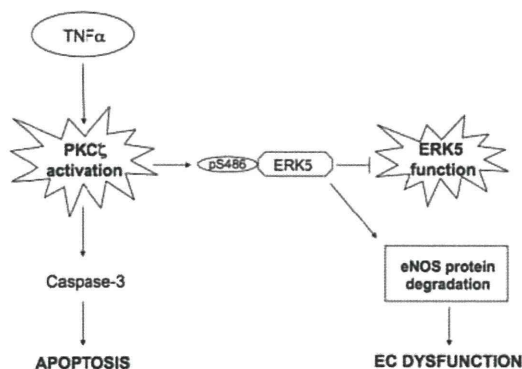 TNFα
PKCζ
activation
pS486
ERK5
ERK5
function
Caspase-3
eNOS protein
degradation
APOPTOSIS
EC DYSFUNCTION